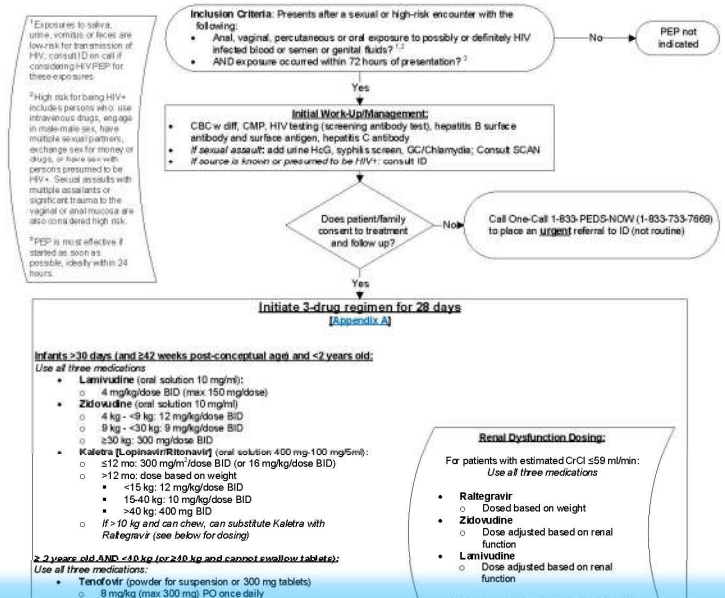 Inclusion Criteria: Presents after a sexual or high-risk encounter with the
following:
• Anal, vaginal, percutaneous or oral exposure to possibly or definitely HIV
infected blood or semen or genital fluids? 1,2
• AND exposure occurred within 72 hours of presentation? 3
No
PEP not
indicated
1Exposures to saliva,
urine, vomitus or feces are
low-risk for transmission of
HIV; consult ID on call if
considering HIV PEP for
these exposures
2High risk for being HIV+
includes persons who: use
intravenous drugs, engage
in male-male sex, have
multiple sexual partners,
exchange sex for money or
drugs, or have sex with
persons presumed to be
HIV+. Sexual assaults with
multiple assailants or
significant trauma to the
vaginal or anal mucosa are
also considered high risk.
3PEP is most effective if
started as soon as
possible, ideally within 24
hours.
Yes
Initial Work-Up/Management:
• CBC w diff, CMP, HIV testing (screening antibody test), hepatitis B surface
antibody and surface antigen, hepatitis C antibody
• If sexual assault: add urine HcG, syphilis screen, GC/Chlamydia; Consult SCAN
• If source is known or presumed to be HIV+: consult ID
Does patient/family
consent to treatment
and follow up?
No
Call One-Call 1-833-PEDS-NOW (1-833-733-7669)
to place an urgent referral to ID (not routine)
Yes
Initiate 3-drug regimen for 28 days
[Appendix A]
Infants >30 days (and ≥42 weeks post-conceptual age) and <2 years old:
Use all three medications
• Lamivudine (oral solution 10 mg/ml):
o 4 mg/kg/dose BID (max 150 mg/dose)
• Zidovudine (oral solution 10 mg/ml)
o 4 kg - <9 kg: 12 mg/kg/dose BID
o 9 kg - <30 kg: 9 mg/kg/dose BID
o ≥30 kg: 300 mg/dose BID
• Kaletra [Lopinavir/Ritonavir] (oral solution 400 mg-100 mg/5ml):
o ≤12 mo: 300 mg/m2/dose BID (or 16 mg/kg/dose BID)
o >12 mo: dose based on weight
▪ <15 kg: 12 mg/kg/dose BID
▪ 15-40 kg: 10 mg/kg/dose BID
▪ >40 kg: 400 mg BID
o If >10 kg and can chew, can substitute Kaletra with
Raltegravir (see below for dosing)
≥ 2 years old AND <40 kg (or ≥40 kg and cannot swallow tablets):
Use all three medications:
• Tenofovir (powder for suspension or 300 mg tablets)
o 8 mg/kg (max 300 mg) PO once daily
Renal Dysfunction Dosing:
For patients with estimated CrCl ≤59 ml/min:
Use all three medications
• Raltegravir
o Dosed based on weight
• Zidovudine
o Dose adjusted based on renal
function
• Lamivudine
o Dose adjusted based on renal
function